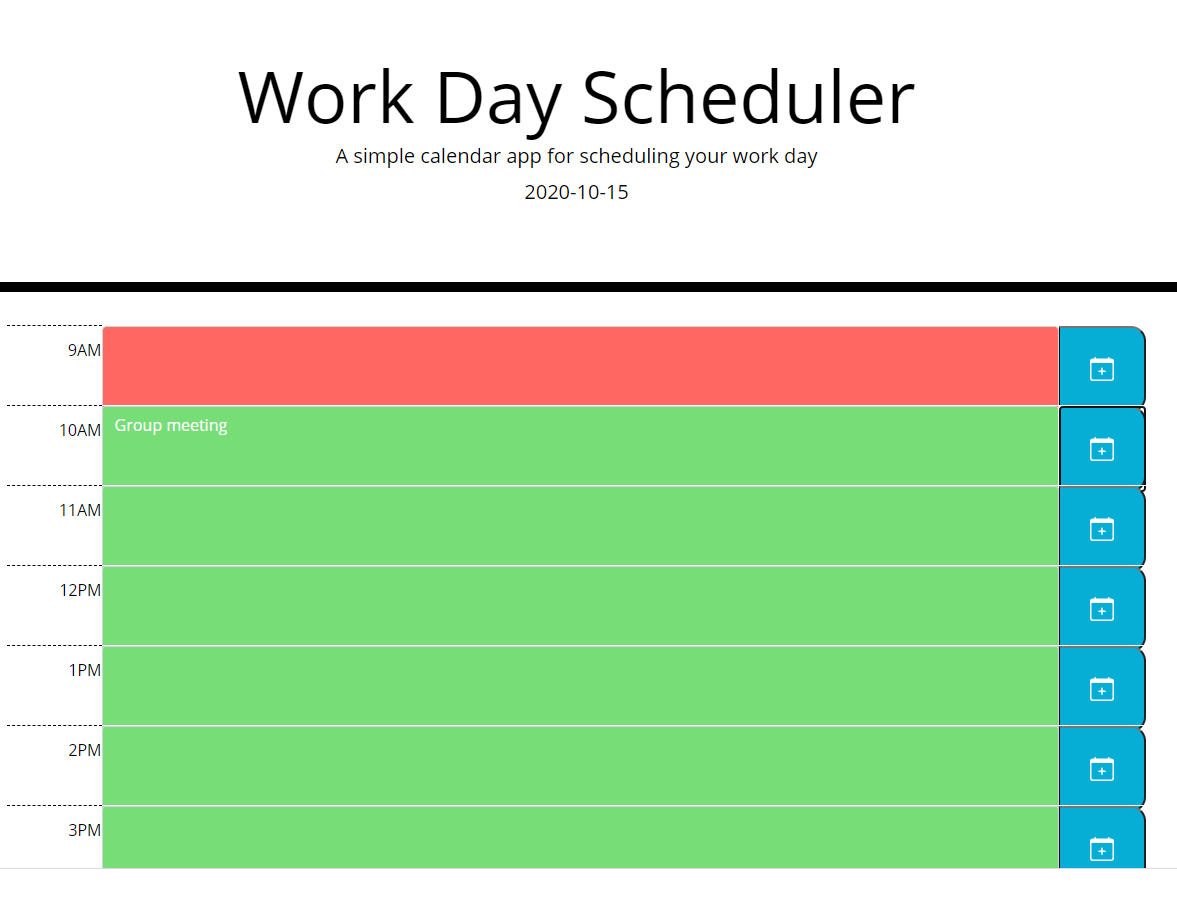 Work Day Scheduler
A simple calendar app for scheduling your work day
2020-10-15
9AM
10AM Group meeting
11AM
12PM
1PM
2PM
3PM